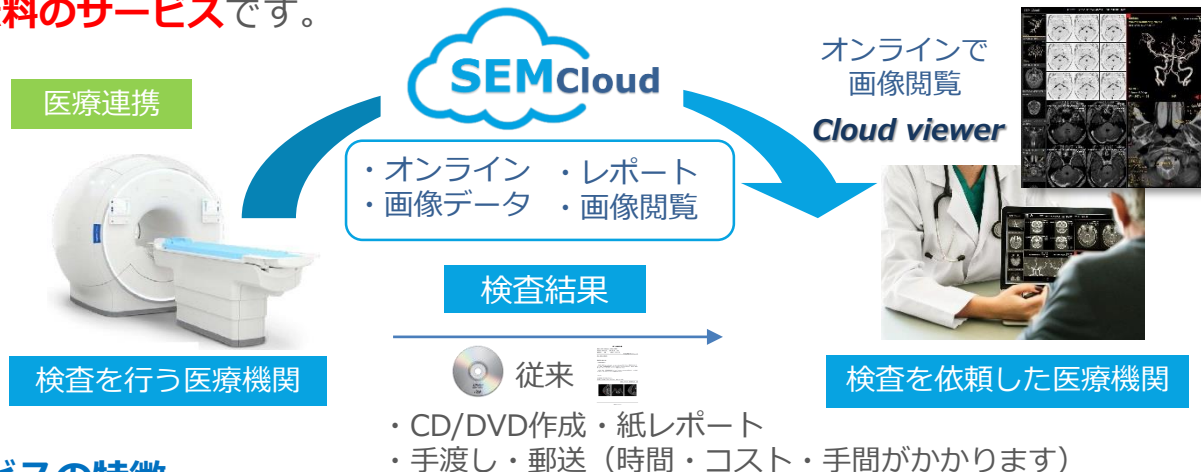 料のサービスです。
SEMCloud
オンラインで
画像閲覧
Cloud viewer
医療連携
・オンライン ・レポート
・画像データ ・画像閲覧
検査結果
従来
検査を行う医療機関
検査を依頼した医療機関
・CD/DVD作成・紙レポート
・手渡し・郵送（時間・コスト・手間がかかります）
スの特徴